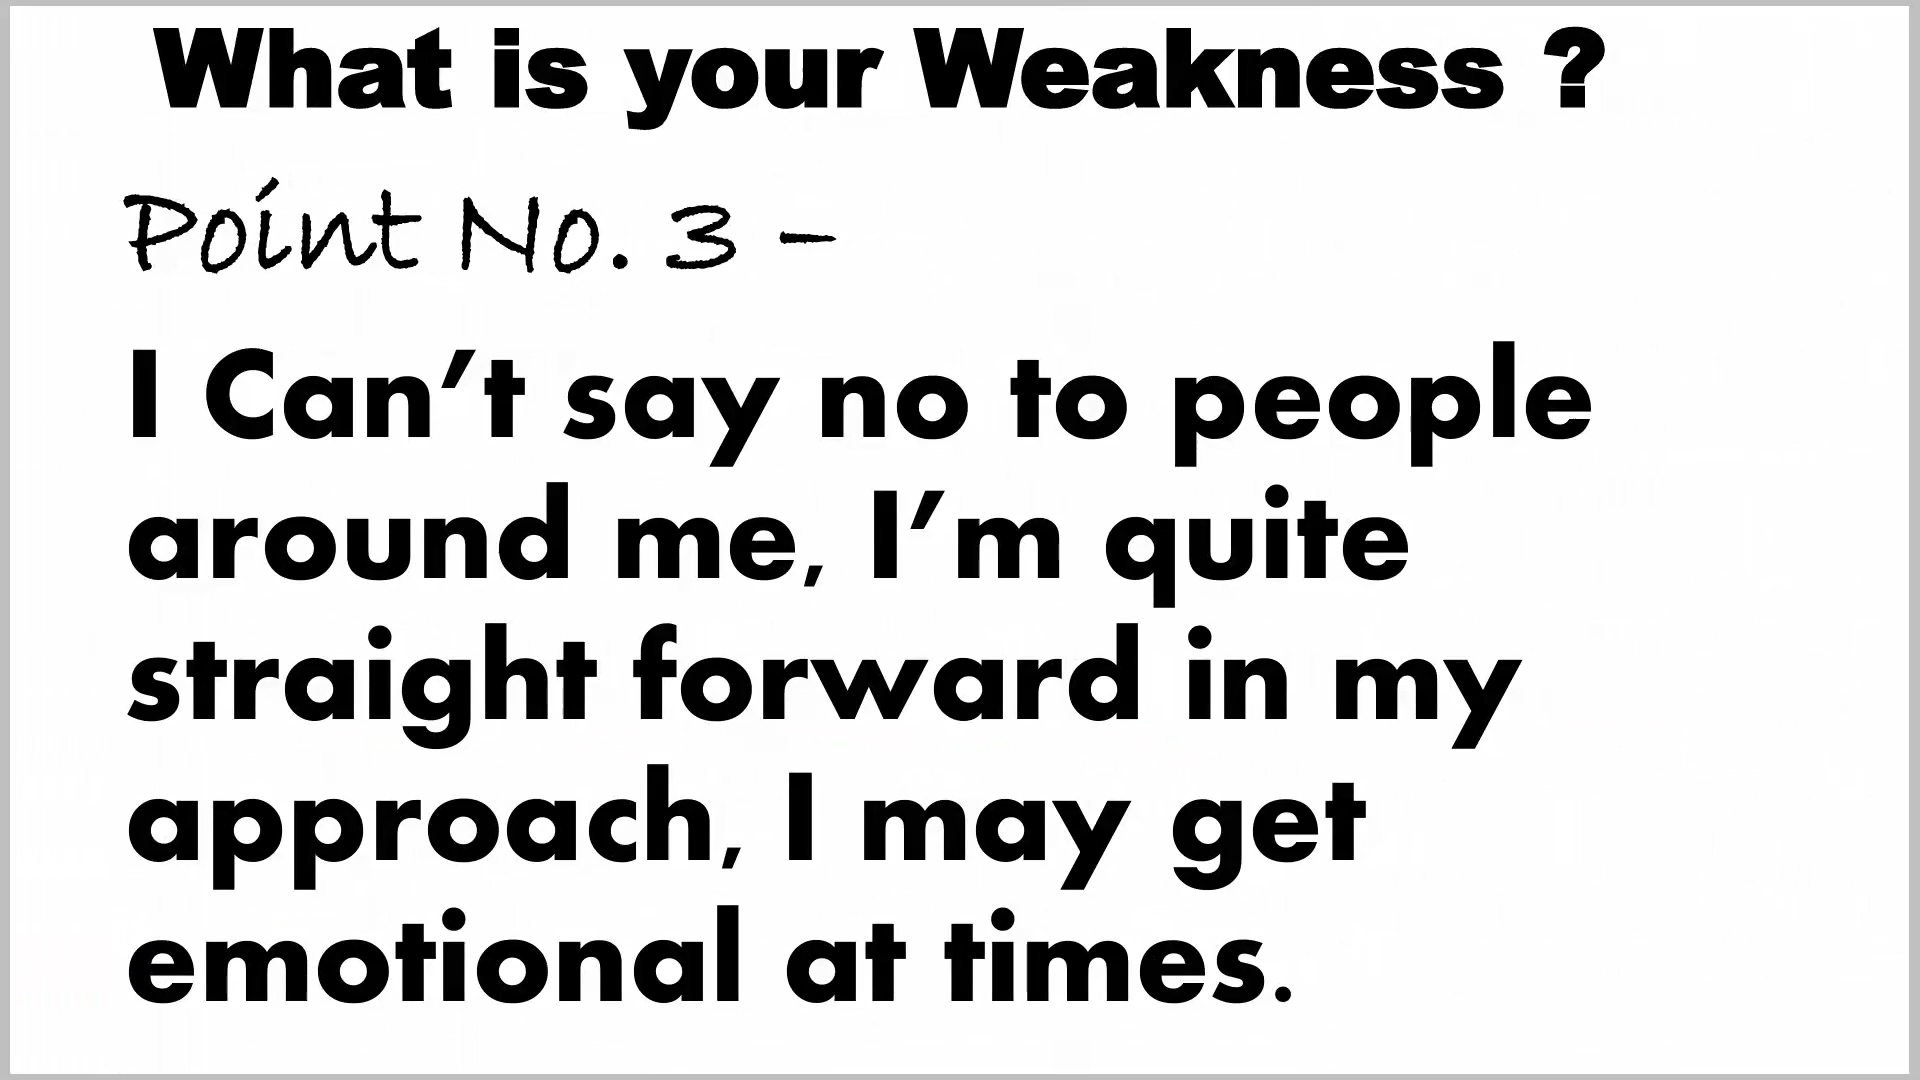 What is your Weakness ?
Point No. 3 –
I Can’t say no to people
around me, I’m quite
straight forward in my
approach, I may get
emotional at times.